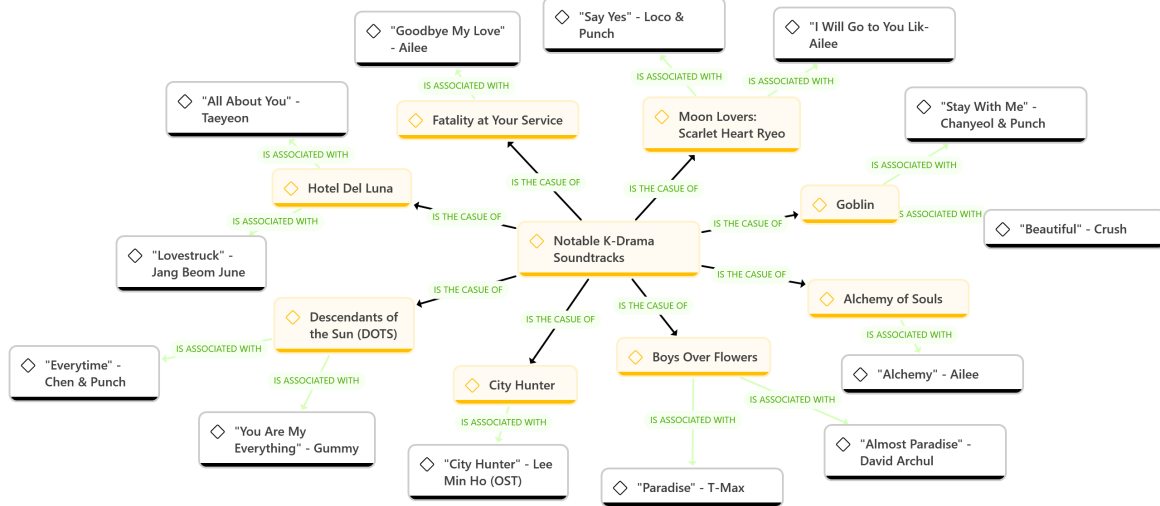 "Say Yes" - Loco &
Punch
"Goodbye My Love"
- Ailee
"I Will Go to You Lik-
Ailee
IS ASSOCIATED WITH
IS ASSOCIATED WITH
IS ASSOCIATED WITH
"All About You" -
Taeyeon
Fatality at Your Service
Moon Lovers:
Scarlet Heart Ryeo
"Stay With Me" -
Chanyeol & Punch
IS ASSOCIATED WITH
IS ASSOCIATED WITH
Hotel Del Luna
IS THE CASUE OF
IS THE CASUE OF
Goblin
IS ASSOCIATED WITH
IS THE CASUE OF
IS THE CASUE OF
IS ASSOCIATED WITH
"Beautiful" - Crush
"Lovestruck" -
Jang Beom June
Notable K-Drama
Soundtracks
IS THE CASUE OF
IS THE CASUE OF
Alchemy of Souls
Descendants of
the Sun (DOTS)
IS THE CASUE OF
IS THE CASUE OF
IS ASSOCIATED WITH
IS ASSOCIATED WITH
"Everytime" -
Chen & Punch
Boys Over Flowers
"Alchemy" - Ailee
IS ASSOCIATED WITH
City Hunter
IS ASSOCIATED WITH
IS ASSOCIATED WITH
IS ASSOCIATED WITH
"You Are My
Everything" - Gummy
"Almost Paradise" -
David Archul
"City Hunter" - Lee
Min Ho (OST)
"Paradise" - T-Max